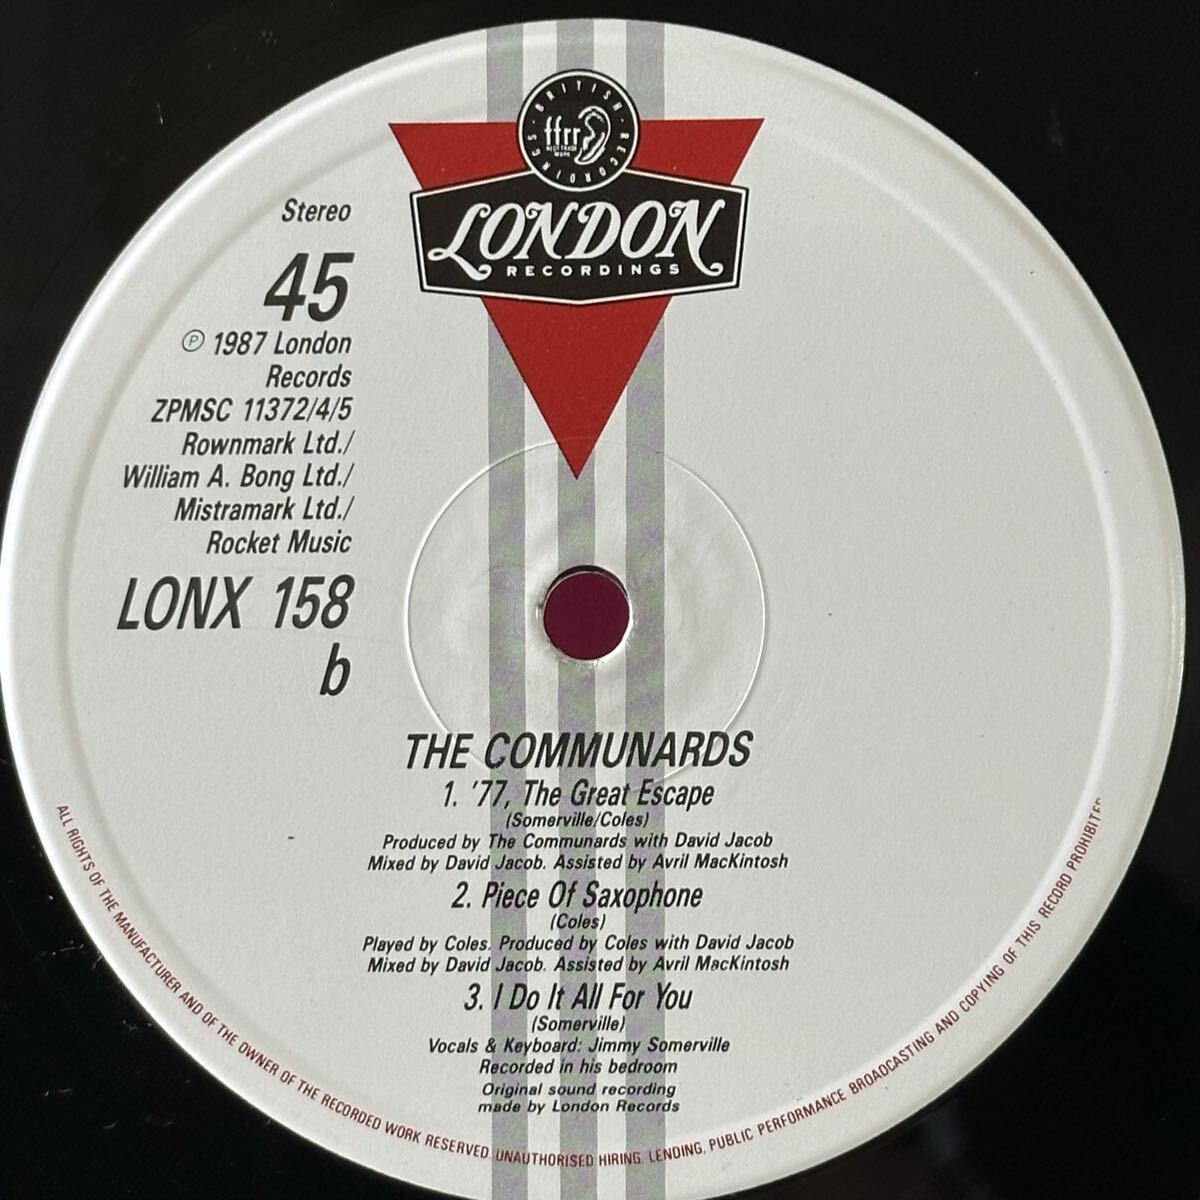 BRITISH · RECORDINGS ·
ffrr
REGD TRADE
MARK
LONDON
RECORDINGS
Stereo
45
℗ 1987 London
Records
ZPMSC 11372/4/5
Rownmark Ltd./
William A. Bong Ltd./
Mistramark Ltd./
Rocket Music
LONX 158
b
THE COMMUNARDS
1. '77, The Great Escape
(Somerville/Coles)
Produced by The Communards with David Jacob
Mixed by David Jacob. Assisted by Avril MacKintosh
2. Piece Of Saxophone
(Coles)
Played by Coles. Produced by Coles with David Jacob
Mixed by David Jacob. Assisted by Avril MacKintosh
3. I Do It All For You
(Somerville)
Vocals & Keyboard: Jimmy Somerville
Recorded in his bedroom
Original sound recording
made by London Records
ALL RIGHTS OF THE MANUFACTURER AND OF THE OWNER OF THE RECORDED WORK RESERVED. UNAUTHORISED HIRING, LENDING, PUBLIC PERFORMANCE BROADCASTING AND COPYING OF THIS RECORD PROHIBITED